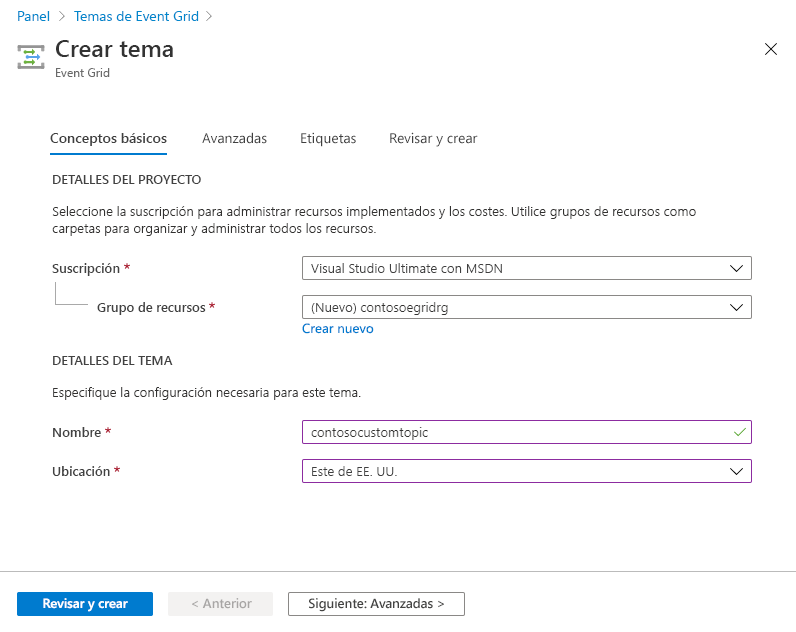 Panel > Temas de Event Grid >
Crear tema
Event Grid
Conceptos básicos Avanzadas Etiquetas Revisar y crear
DETALLES DEL PROYECTO
Seleccione la suscripción para administrar recursos implementados y los costes. Utilice grupos de recursos como
carpetas para organizar y administrar todos los recursos.
Suscripción * Visual Studio Ultimate con MSDN
Grupo de recursos * (Nuevo) contosoegridrg
Crear nuevo
DETALLES DEL TEMA
Especifique la configuración necesaria para este tema.
Nombre * contosocustomtopic
Ubicación * Este de EE. UU.
Revisar y crear < Anterior Siguiente: Avanzadas >